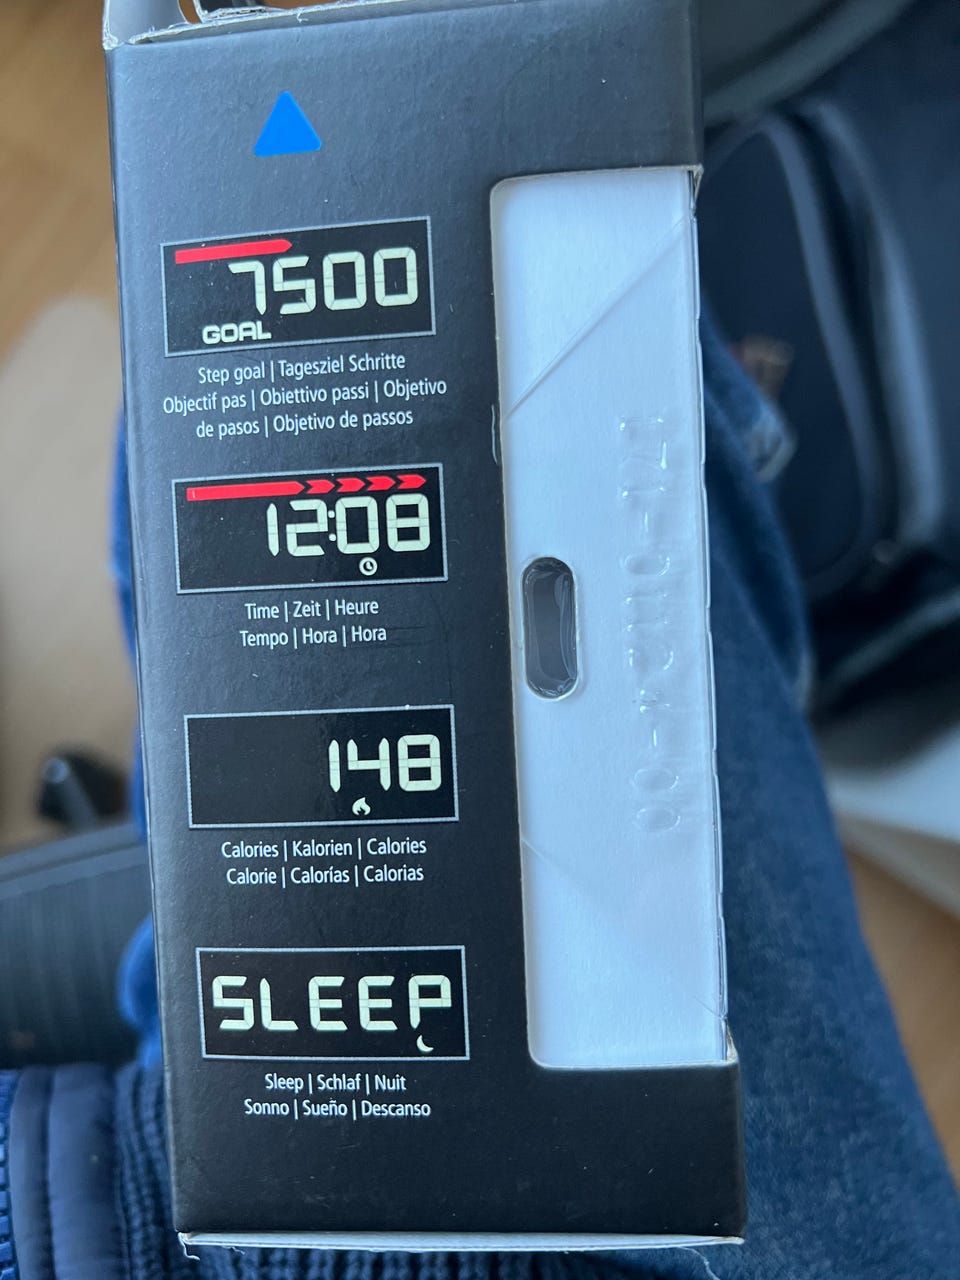 7500
GOAL
Step goal | Tagesziel Schritte
Objectif pas | Obiettivo passi | Objetivo
de pasos | Objetivo de passos
12:08
Time | Zeit | Heure
Tempo | Hora | Hora
148
Calories | Kalorien | Calories
Calorie | Calorías | Calorias
SLEEP
Sleep | Schlaf | Nuit
Sonno | Sueño | Descanso